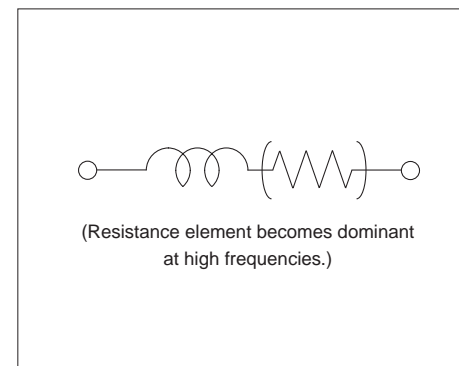 (Resistance element becomes dominant
at high frequencies.)